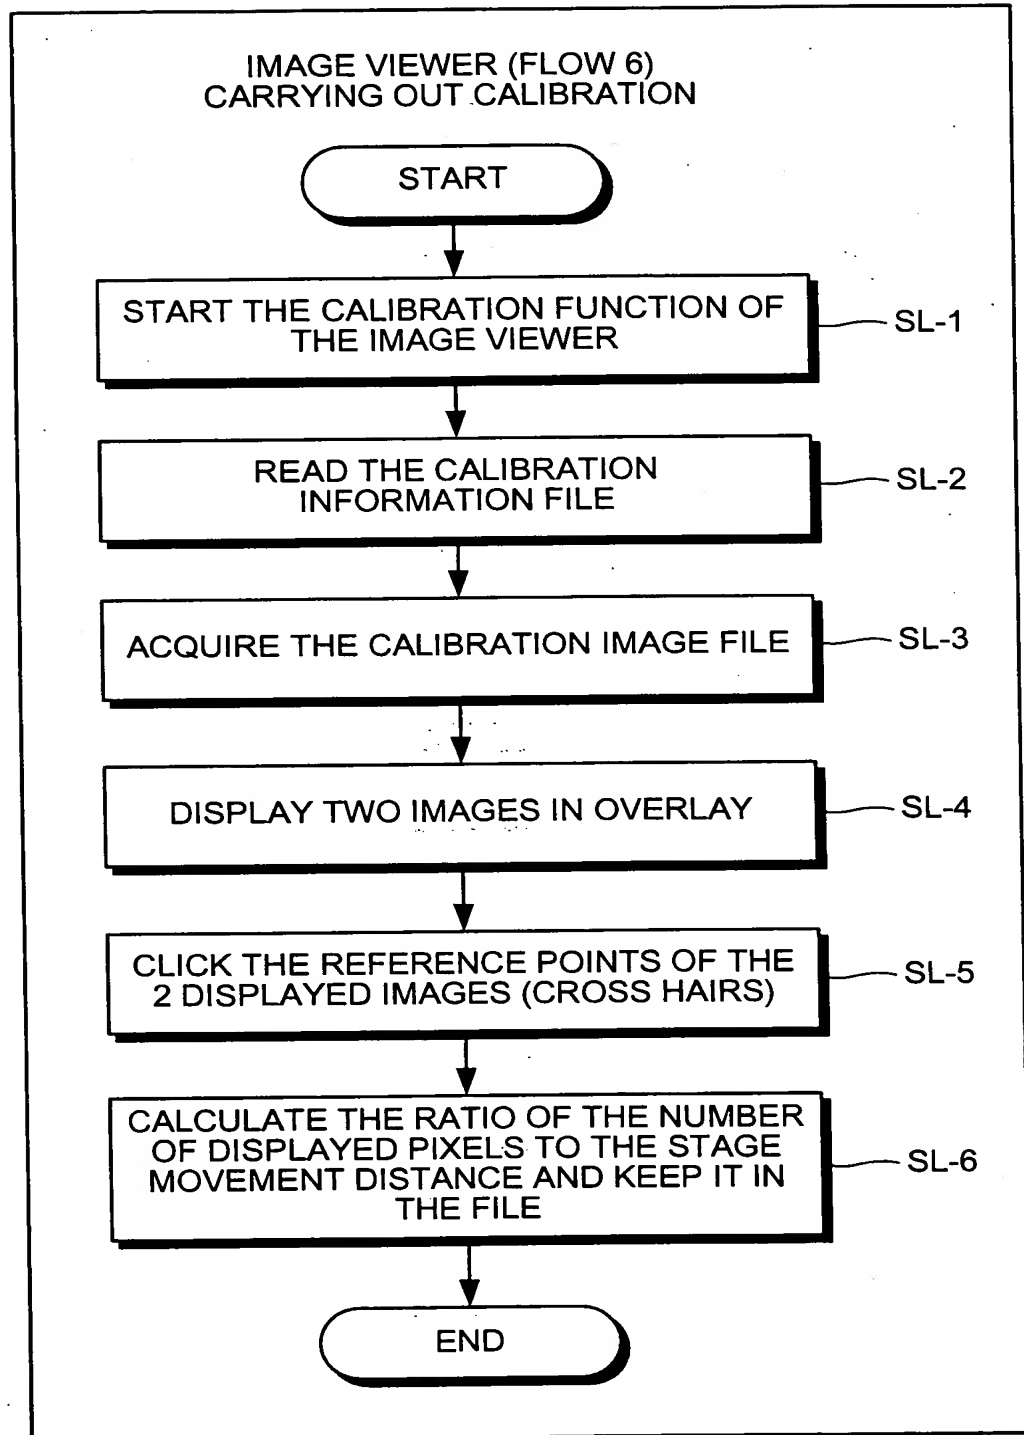 IMAGE VIEWER (FLOW 6)
CARRYING OUT CALIBRATION
START
START THE CALIBRATION FUNCTION OF
THE IMAGE VIEWER
SL-1
READ THE CALIBRATION
INFORMATION FILE
SL-2
ACQUIRE THE CALIBRATION IMAGE FILE
SL-3
DISPLAY TWO IMAGES IN OVERLAY
SL-4
CLICK THE REFERENCE POINTS OF THE
2 DISPLAYED IMAGES (CROSS HAIRS)
SL-5
CALCULATE THE RATIO OF THE NUMBER
OF DISPLAYED PIXELS TO THE STAGE
MOVEMENT DISTANCE AND KEEP IT IN
THE FILE
SL-6
END